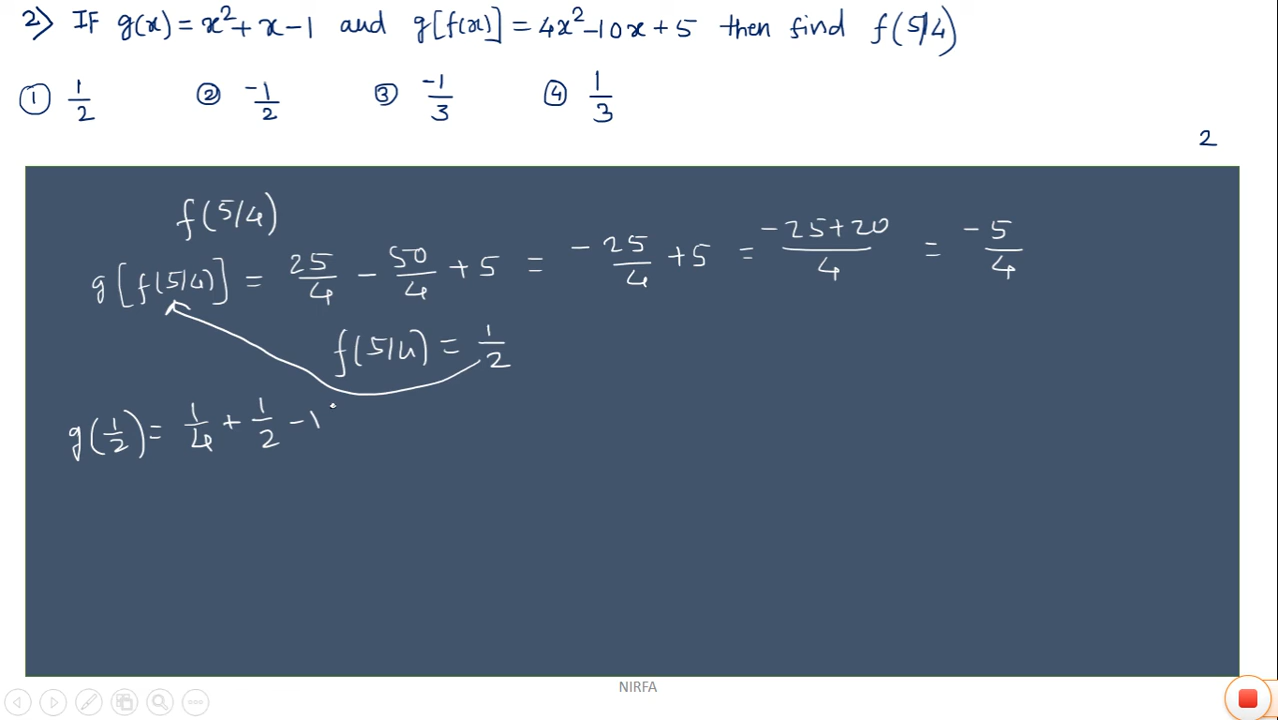 2) IF g(x) = x² + x - 1 and g[f(x)] = 4x² - 10x + 5 then find f(5/4)
① 1/2 ② -1/2 ③ -1/3 ④ 1/3
2
f(5/4)
g[f(5/4)] = 25/4 - 50/4 + 5 = -25/4 + 5 = (-25+20)/4 = -5/4
f(5/4) = 1/2
g(1/2) = 1/4 + 1/2 - 1
NIRFA